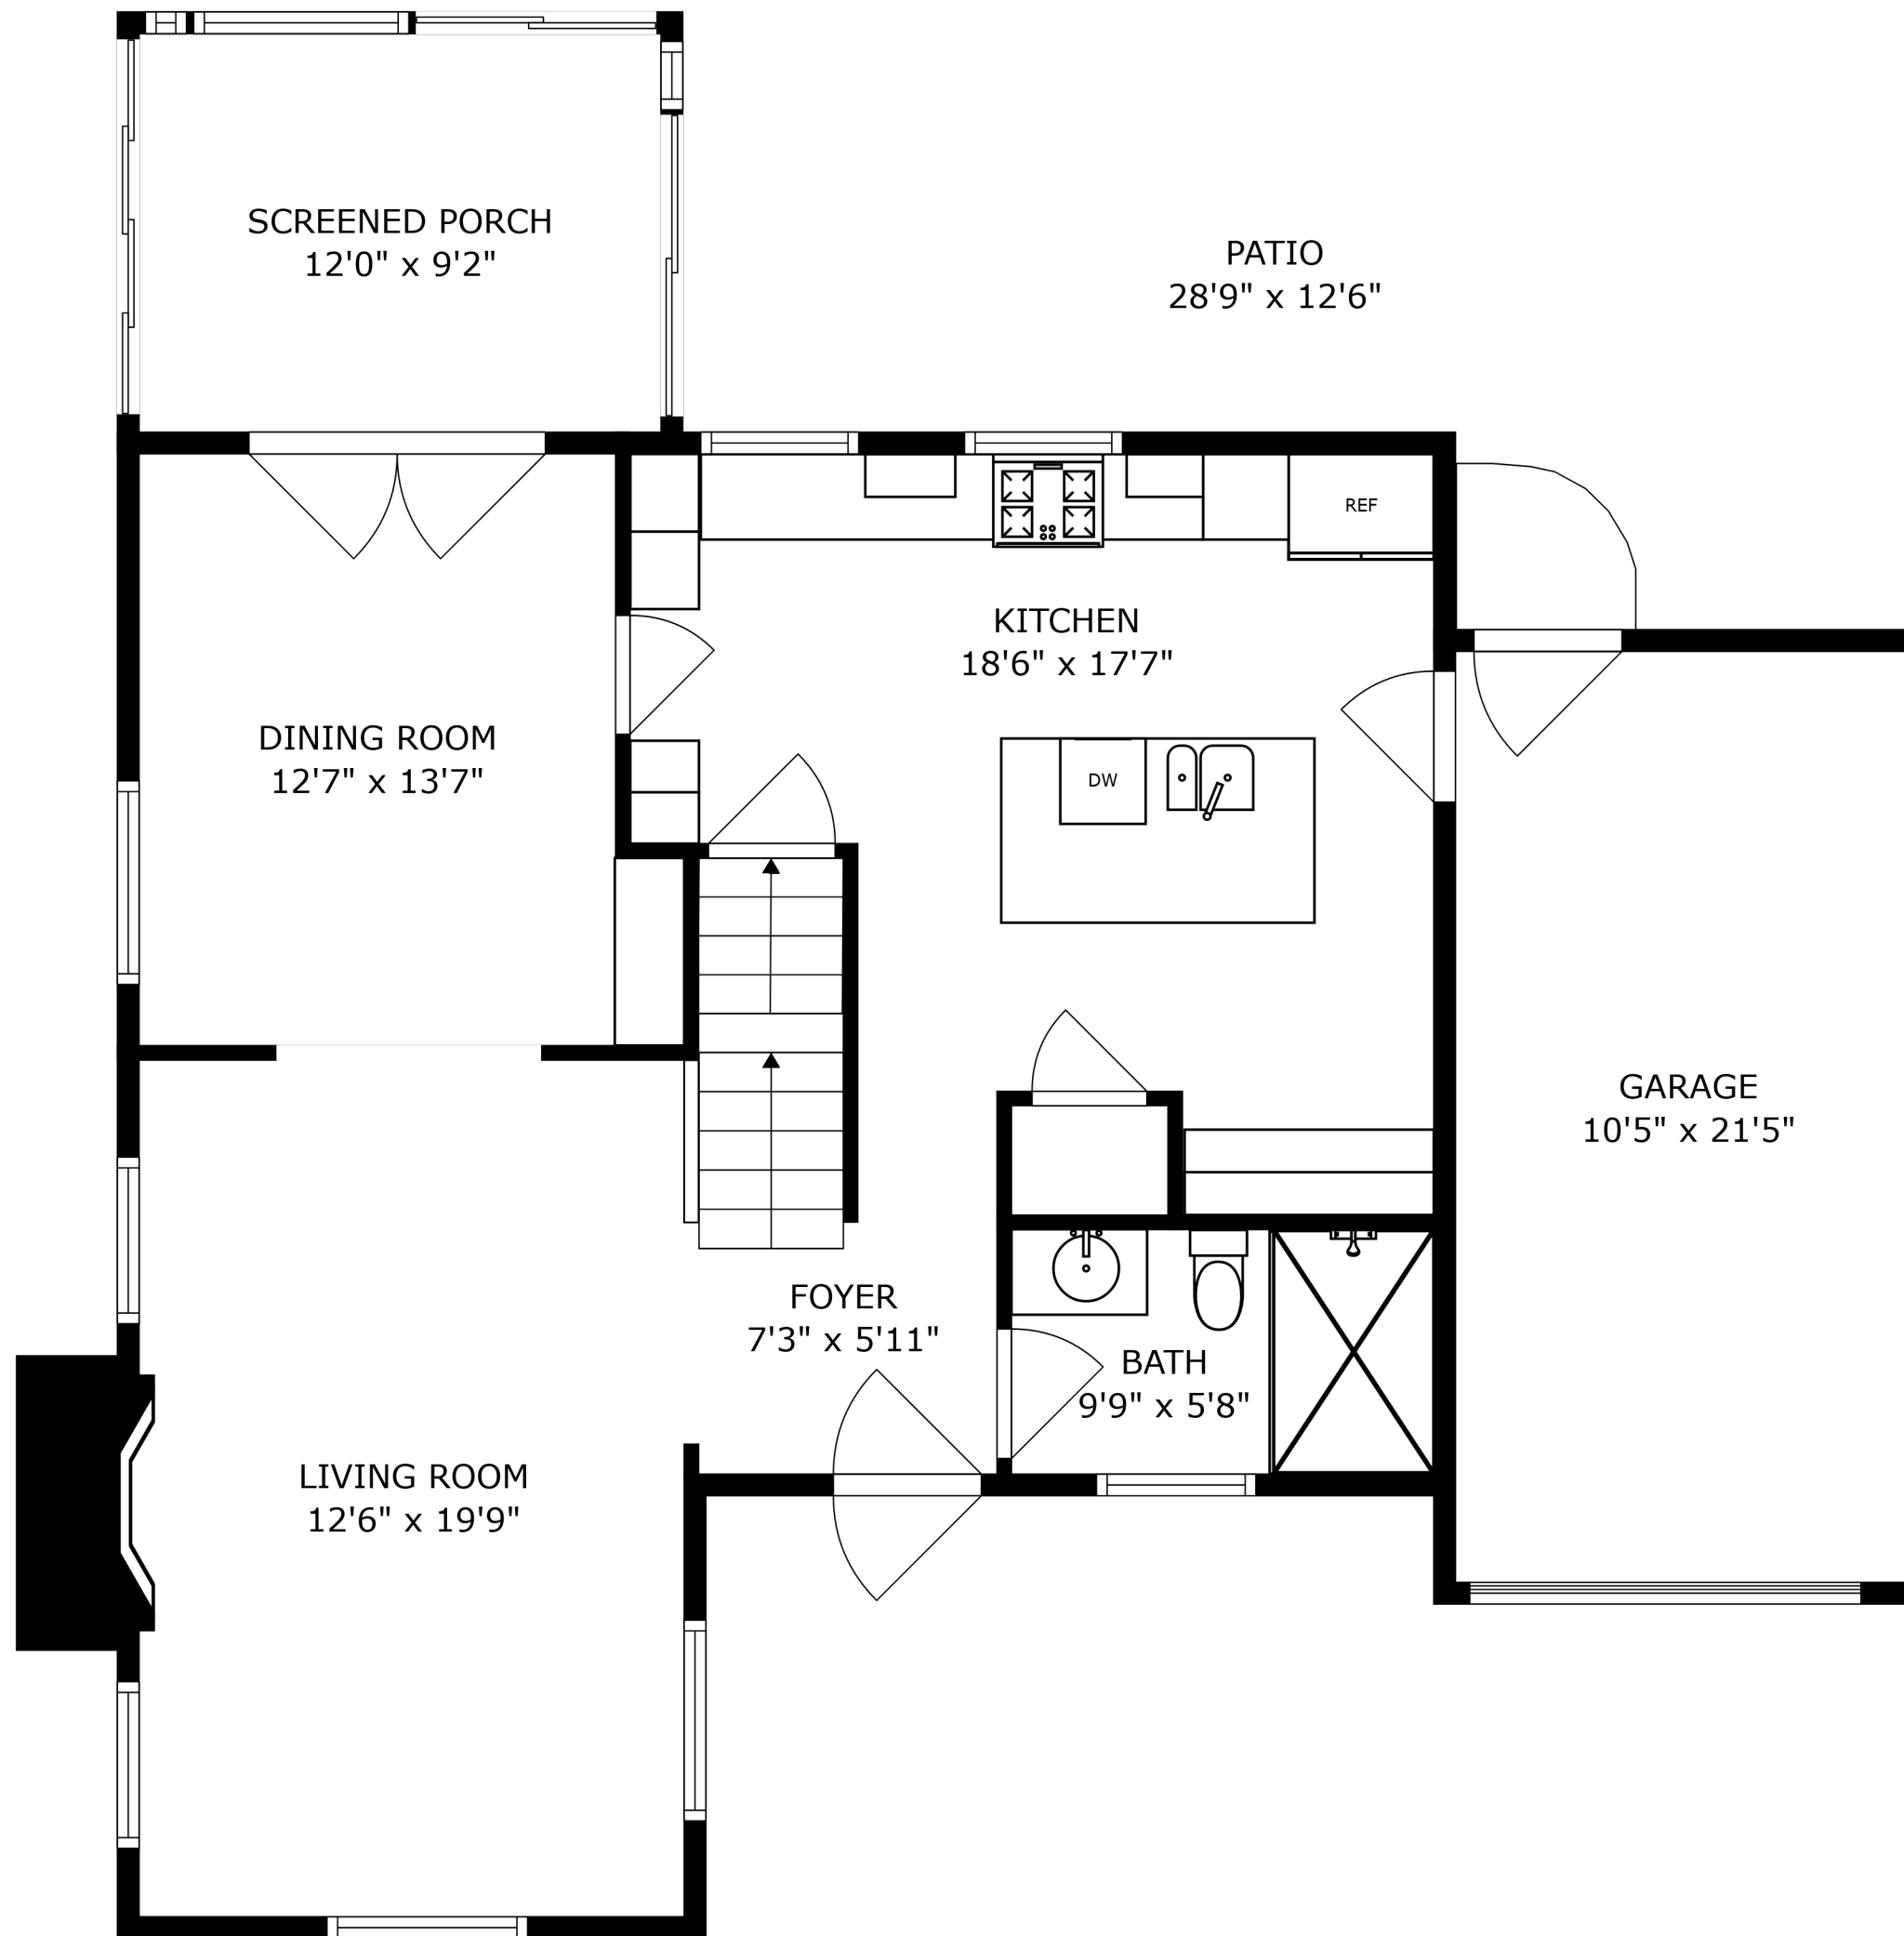 SCREENED PORCH
12'0" x 9'2"
PATIO
28'9" x 12'6"
REF
KITCHEN
18'6" x 17'7"
DINING ROOM
12'7" x 13'7"
DW
GARAGE
10'5" x 21'5"
FOYER
7'3" x 5'11"
BATH
9'9" x 5'8"
LIVING ROOM
12'6" x 19'9"